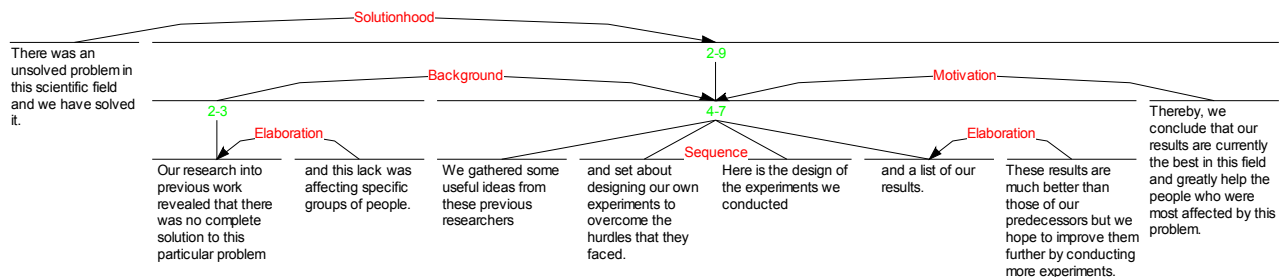 Solutionhood
There was an
unsolved problem in
this scientific field
and we have solved
it.
2-9
Background
Motivation
2-3
4-7
Thereby, we
conclude that our
results are currently
the best in this field
and greatly help the
people who were
most affected by this
problem.
Elaboration
Sequence
Elaboration
Our research into
previous work
revealed that there
was no complete
solution to this
particular problem
and this lack was
affecting specific
groups of people.
We gathered some
useful ideas from
these previous
researchers
and set about
designing our own
experiments to
overcome the
hurdles that they
faced.
Here is the design of
the experiments we
conducted
and a list of our
results.
These results are
much better than
those of our
predecessors but we
hope to improve them
further by conducting
more experiments.